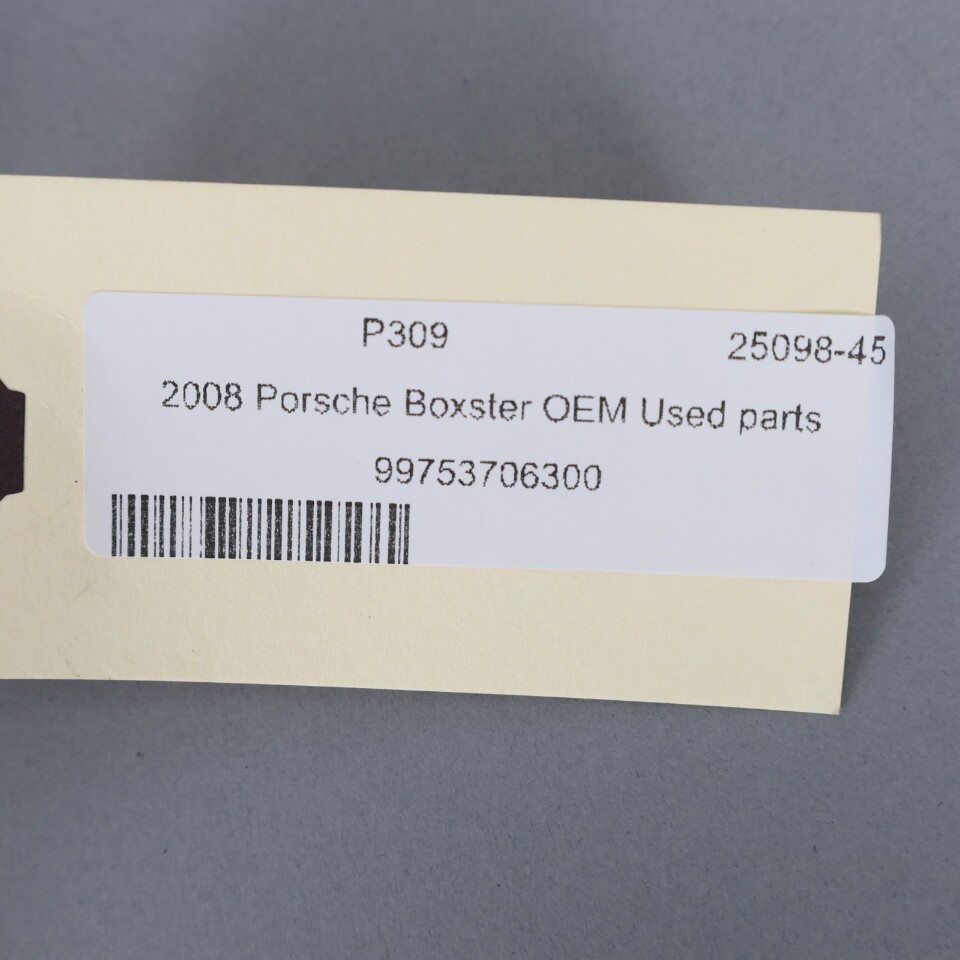 P309 25098-45
2008 Porsche Boxster OEM Used parts
99753706300